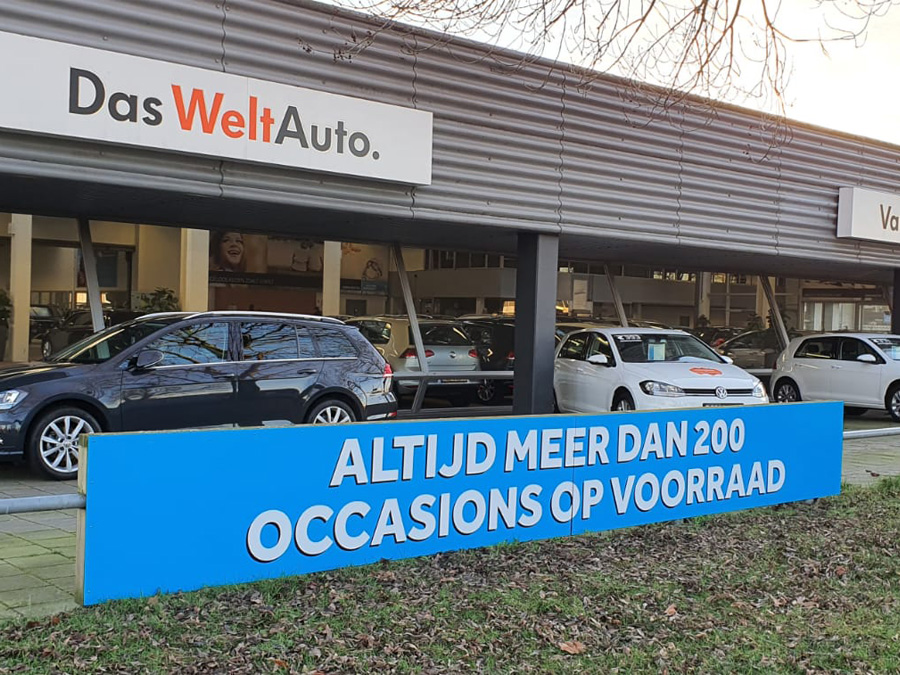 Das WeltAuto.
Va
ALTIJD MEER DAN 200
OCCASIONS OP VOORRAAD